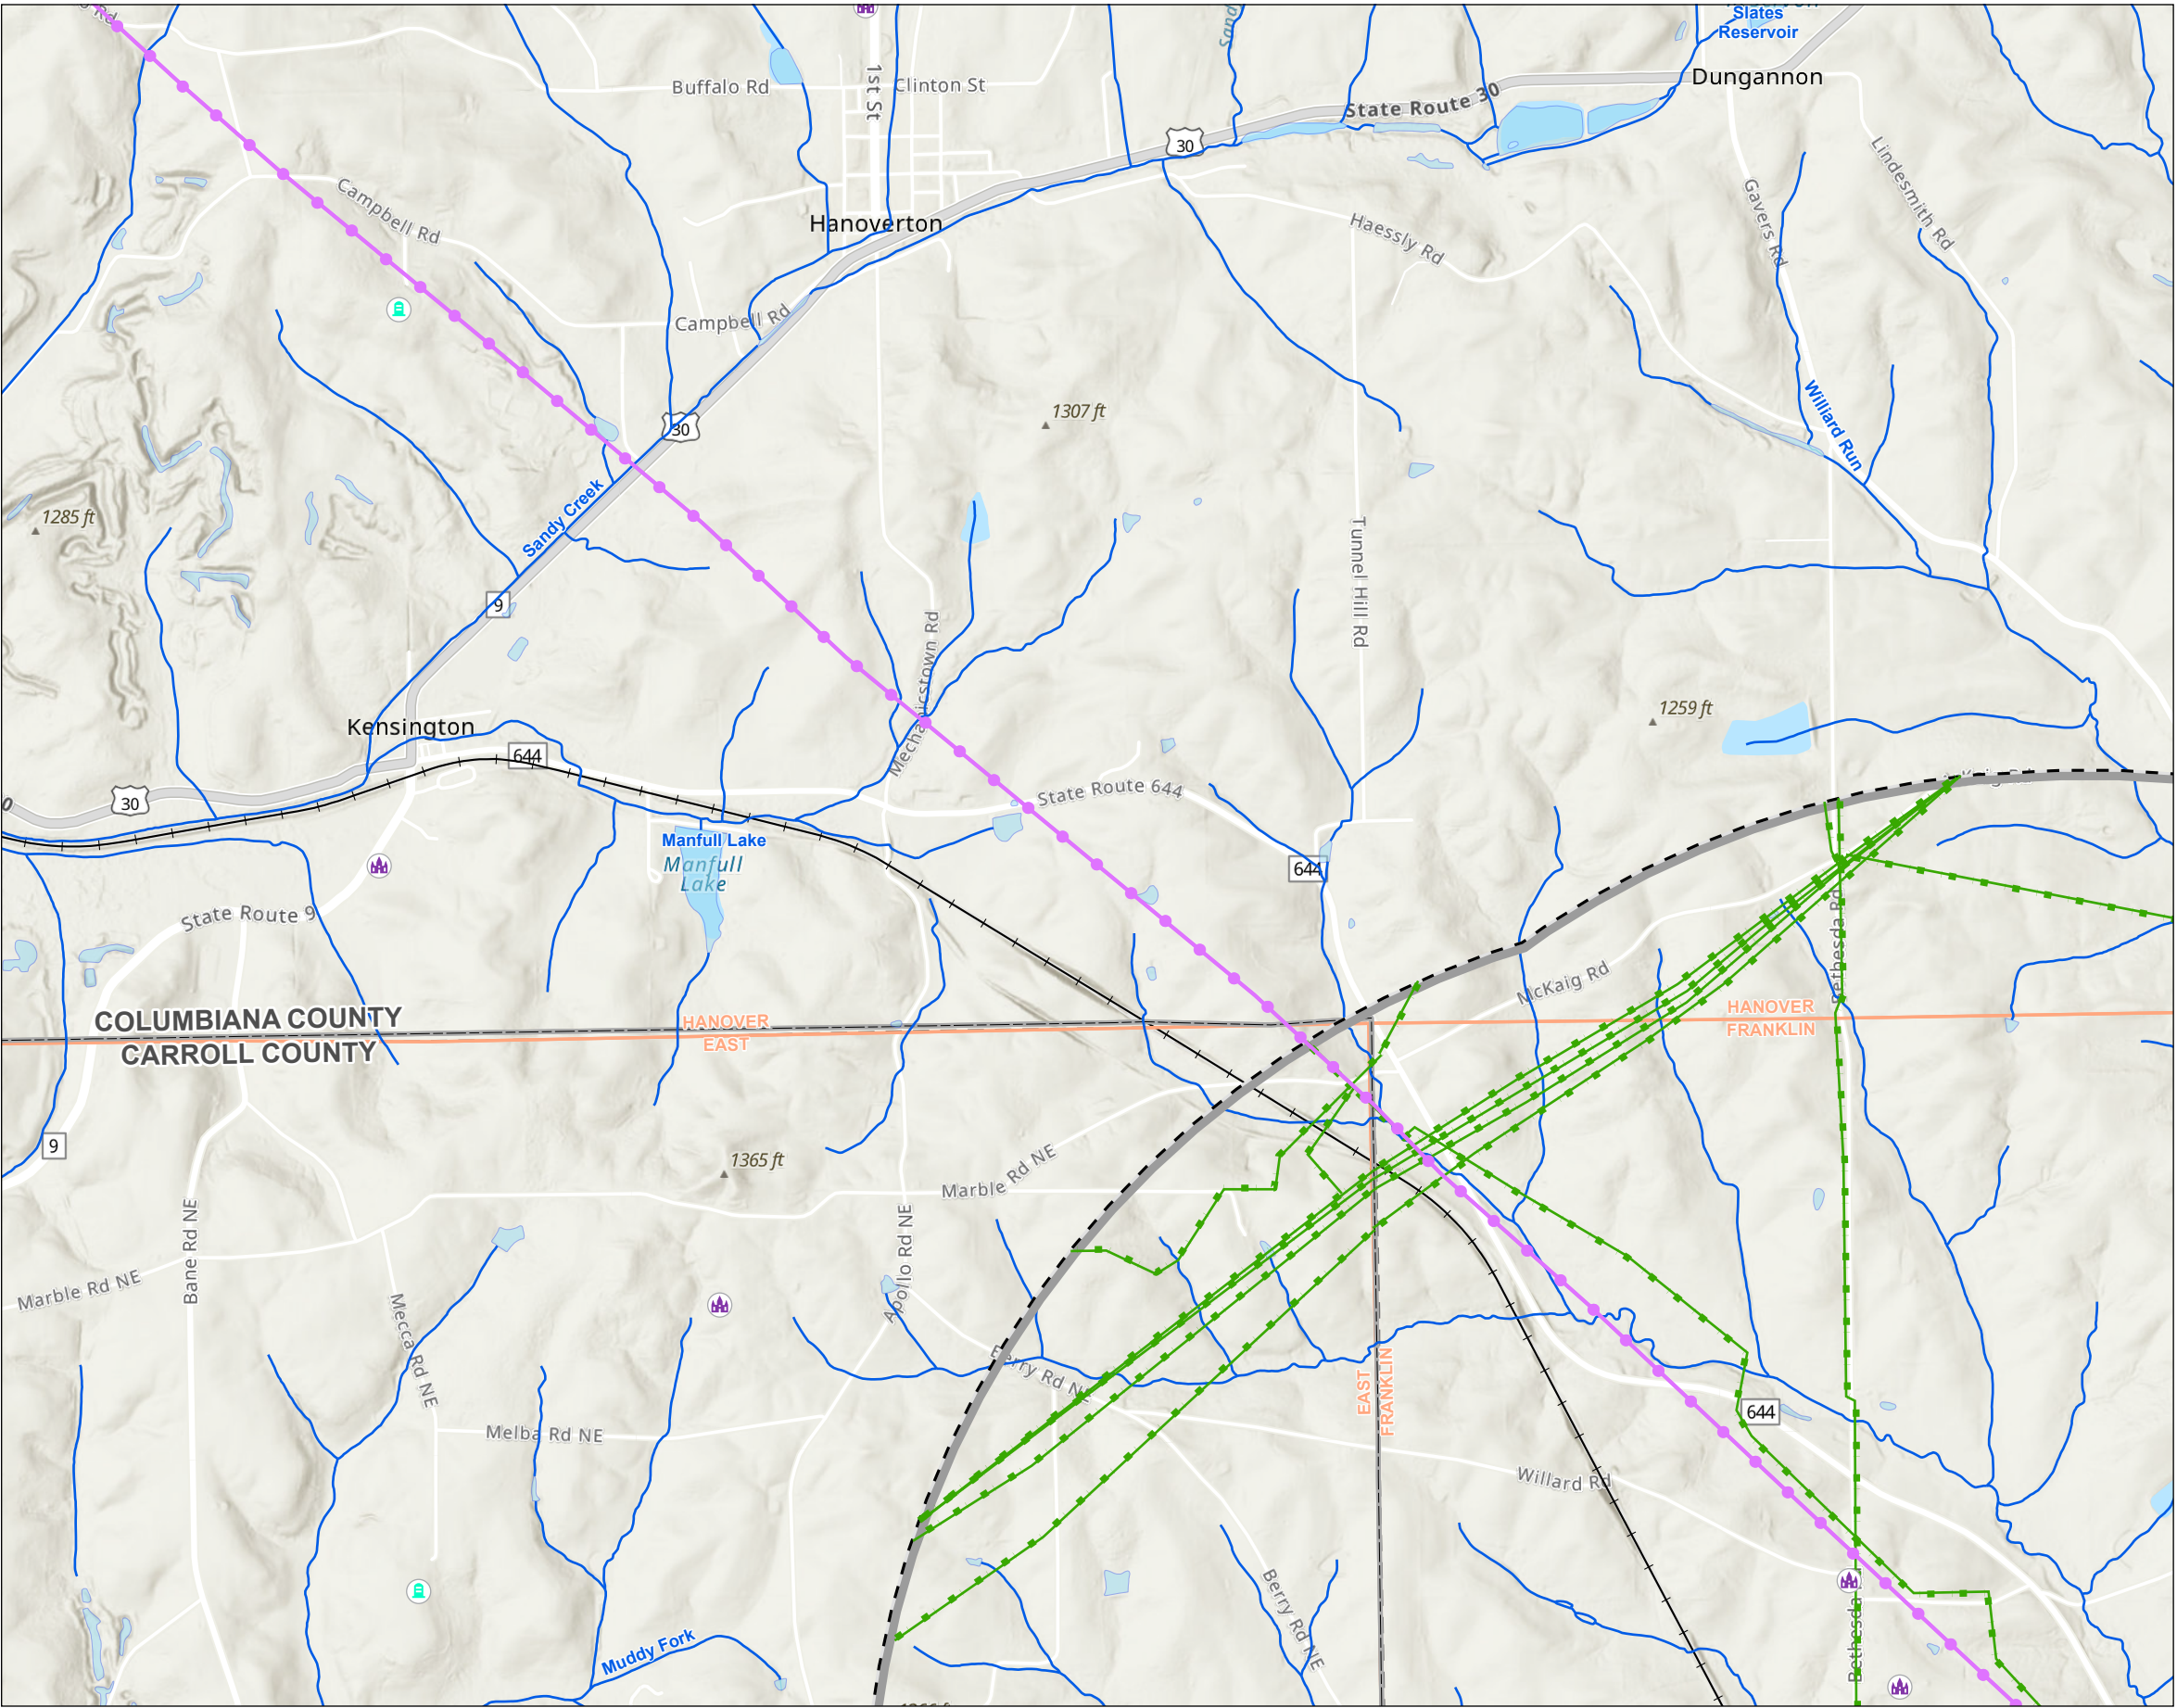 Slates
Reservoir
Dungannon
Buffalo Rd
1st St
Clinton St
Sand
State Route 30
30
Campbell Rd
Hanoverton
Haessly Rd
Gavers Rd
Lindesmith Rd
Campbell Rd
1307 ft
30
Williard Run
1285 ft
Sandy Creek
Tunnel Hill Rd
9
Mechanicstown Rd
1259 ft
Kensington
644
State Route 644
30
0
Manfull Lake
Manfull
Lake
644
State Route 9
Bethesda Rd
McKaig Rd
COLUMBIANA COUNTY
CARROLL COUNTY
HANOVER
EAST
HANOVER
FRANKLIN
9
1365 ft
Marble Rd NE
Bane Rd NE
Apollo Rd NE
Marble Rd NE
Mecca Rd NE
Berry Rd NE
EAST
FRANKLIN
644
Melba Rd NE
Willard Rd
Berry Rd NE
Bethesda
Muddy Fork